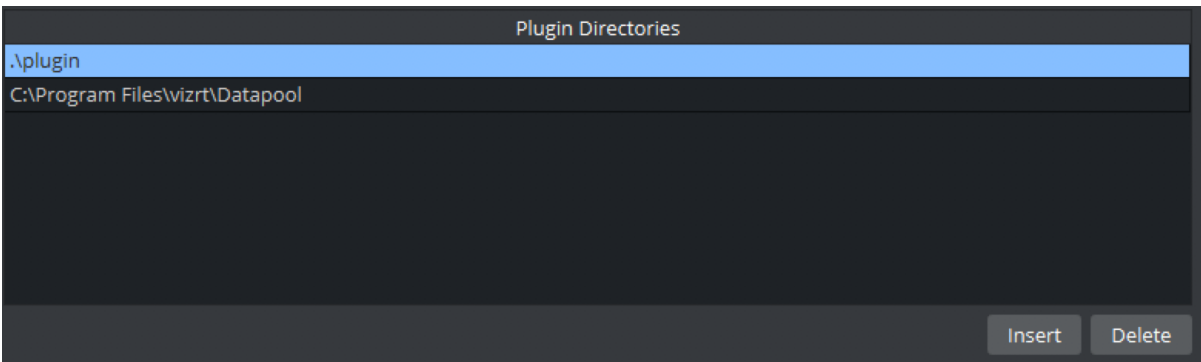 Plugin Directories
.\plugin
C:\Program Files\vizrt\Datapool
Insert Delete